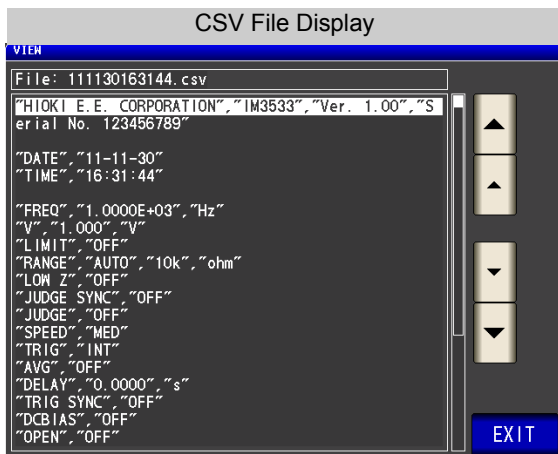 CSV File Display
VIEW
File: 111130163144.csv
"HIOKI E.E. CORPORATION","IM3533","Ver. 1.00","S
erial No. 123456789"
"DATE","11-11-30"
"TIME","16:31:44"
"FREQ","1.0000E+03","Hz"
"V","1.000","V"
"LIMIT","OFF"
"RANGE","AUTO","10k","ohm"
"LOW Z","OFF"
"JUDGE SYNC","OFF"
"JUDGE","OFF"
"SPEED","MED"
"TRIG","INT"
"AVG","OFF"
"DELAY","0.0000","s"
"TRIG SYNC","OFF"
"DCBIAS","OFF"
"OPEN","OFF"
EXIT